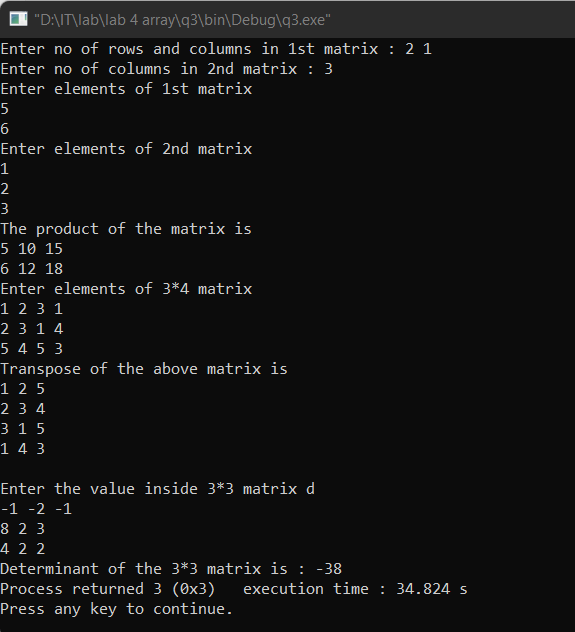 "D:\IT\lab\lab 4 array\q3\bin\Debug\q3.exe"
Enter no of rows and columns in 1st matrix : 2 1
Enter no of columns in 2nd matrix : 3
Enter elements of 1st matrix
5
6
Enter elements of 2nd matrix
1
2
3
The product of the matrix is
5 10 15
6 12 18
Enter elements of 3*4 matrix
1 2 3 1
2 3 1 4
5 4 5 3
Transpose of the above matrix is
1 2 5
2 3 4
3 1 5
1 4 3
Enter the value inside 3*3 matrix d
-1 -2 -1
8 2 3
4 2 2
Determinant of the 3*3 matrix is : -38
Process returned 3 (0x3)   execution time : 34.824 s
Press any key to continue.